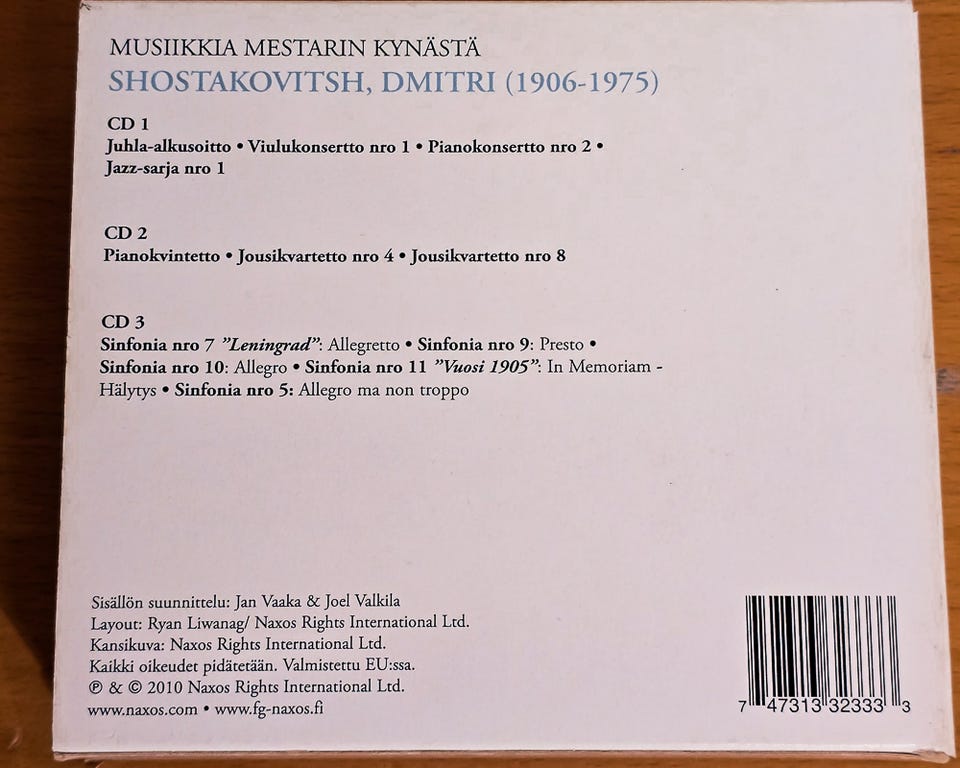 MUSIIKKIA MESTARIN KYNÄSTÄ
SHOSTAKOVITSH, DMITRI (1906-1975)
CD 1
Juhla-alkusoitto • Viulukonsertto nro 1 • Pianokonsertto nro 2 •
Jazz-sarja nro 1
CD 2
Pianokvintetto • Jousikvartetto nro 4 • Jousikvartetto nro 8
CD 3
Sinfonia nro 7 ”Leningrad”: Allegretto • Sinfonia nro 9: Presto •
Sinfonia nro 10: Allegro • Sinfonia nro 11 ”Vuosi 1905”: In Memoriam -
Hälytys • Sinfonia nro 5: Allegro ma non troppo
Sisällön suunnittelu: Jan Vaaka & Joel Valkila
Layout: Ryan Liwanag/ Naxos Rights International Ltd.
Kansikuva: Naxos Rights International Ltd.
Kaikki oikeudet pidätetään. Valmistettu EU:ssa.
℗ & © 2010 Naxos Rights International Ltd.
www.naxos.com • www.fg-naxos.fi
7 47313 32333 3